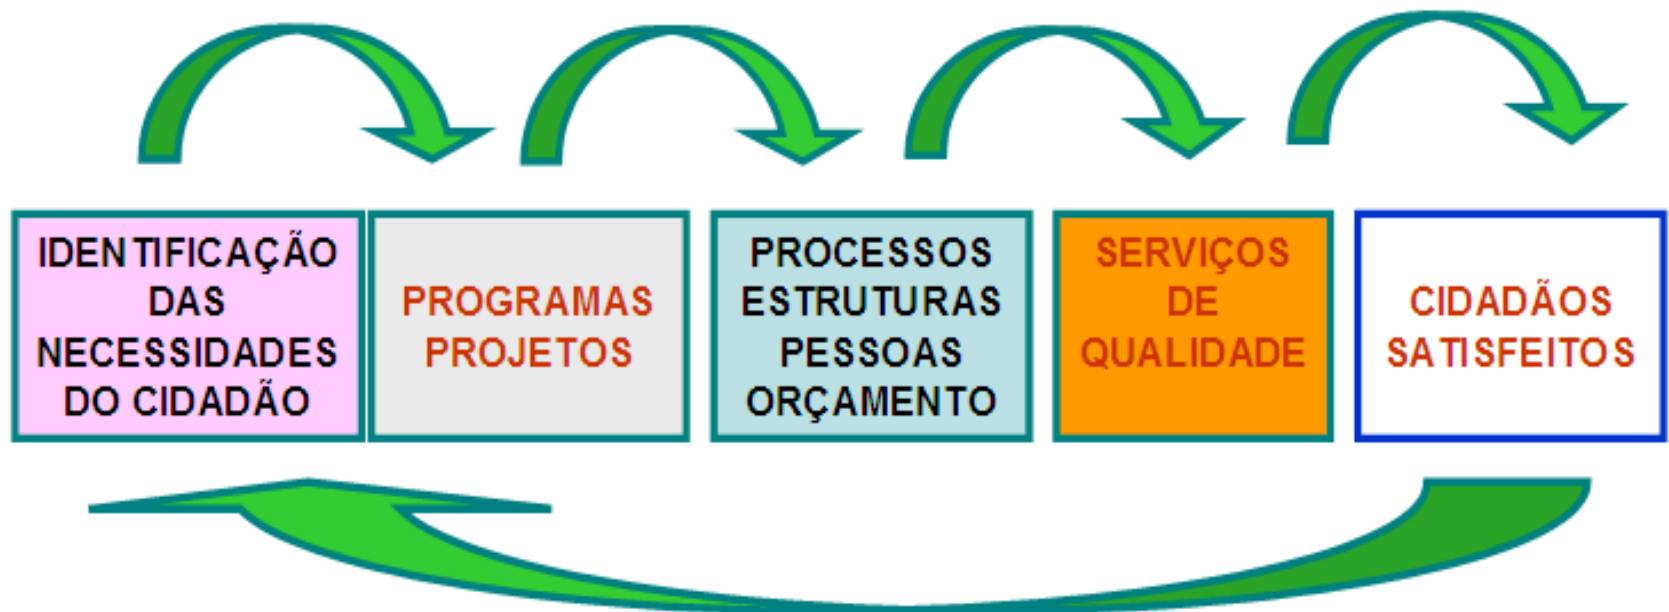 IDENTIFICAÇÃO
DAS
NECESSIDADES
DO CIDADÃO
PROGRAMAS
PROJETOS
PROCESSOS
ESTRUTURAS
PESSOAS
ORÇAMENTO
SERVIÇOS
DE
QUALIDADE
CIDADÃOS
SATISFEITOS